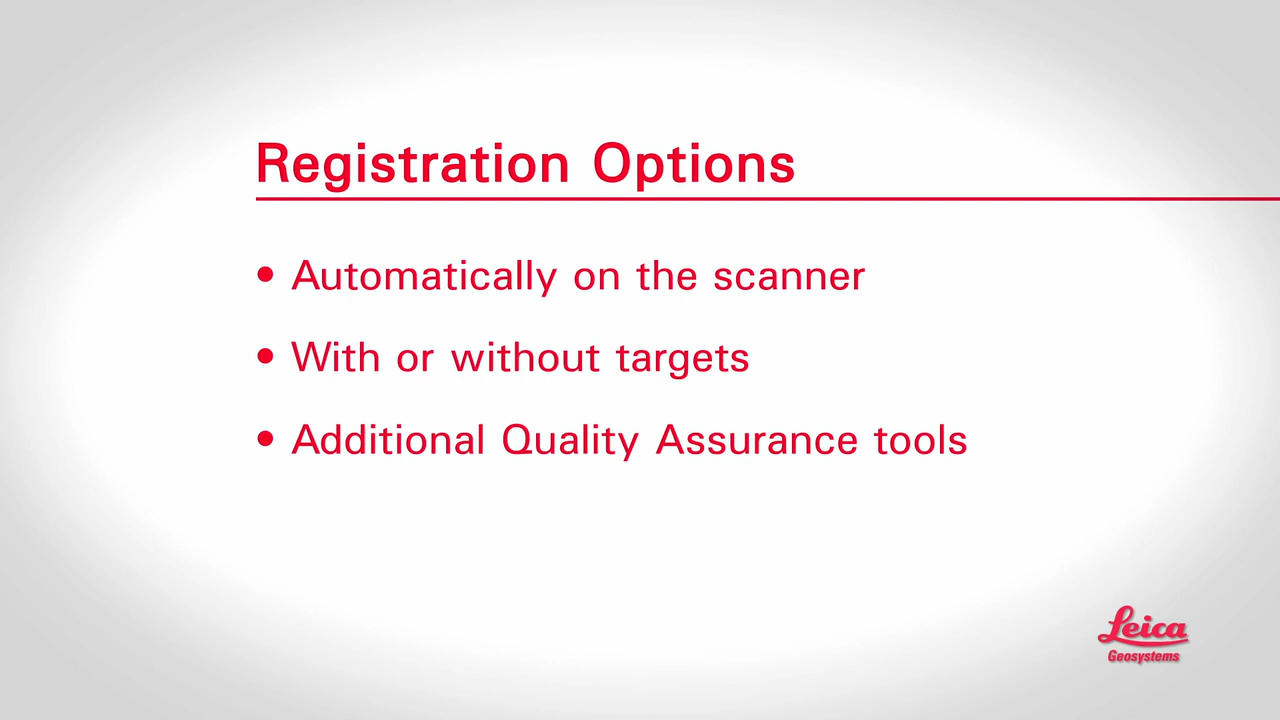 Registration Options
• Automatically on the scanner
• With or without targets
• Additional Quality Assurance tools
Leica
Geosystems